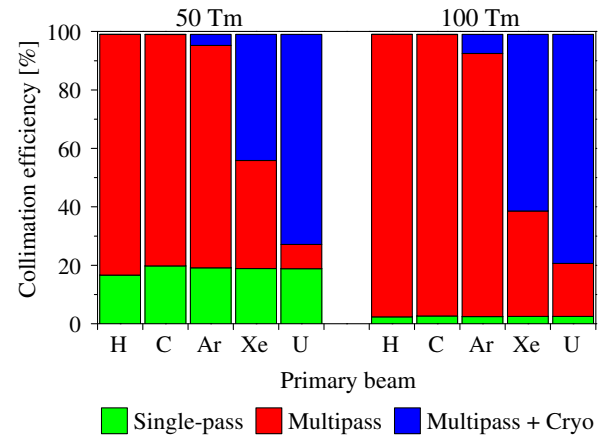 50 Tm 100 Tm
Collimation efficiency [%]
100
80
60
40
20
0
H C Ar Xe U H C Ar Xe U
Primary beam
Single-pass Multipass Multipass + Cryo